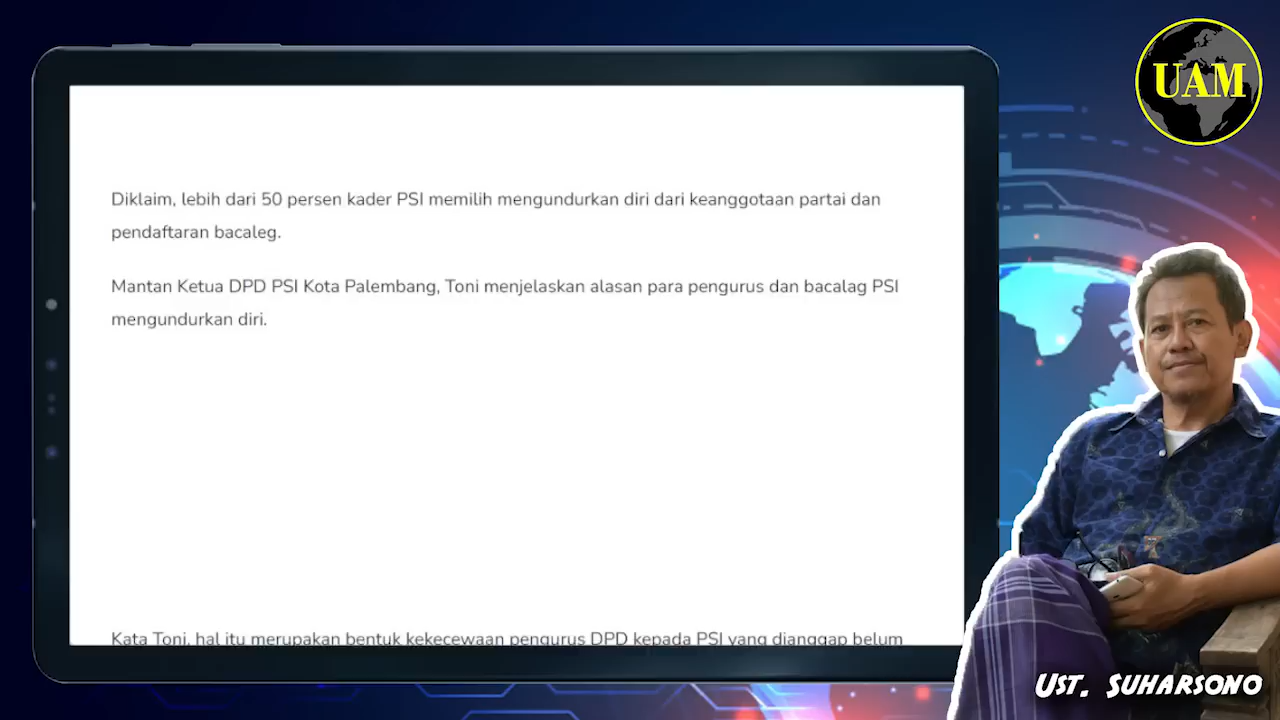 UAM
Diklaim, lebih dari 50 persen kader PSI memilih mengundurkan diri dari keanggotaan partai dan
pendaftaran bacaleg.
Mantan Ketua DPD PSI Kota Palembang, Toni menjelaskan alasan para pengurus dan bacalag PSI
mengundurkan diri.
Kata Toni, hal itu merupakan bentuk kekecewaan pengurus DPD kepada PSI yang dianggap belum
UST. SUHARSONO